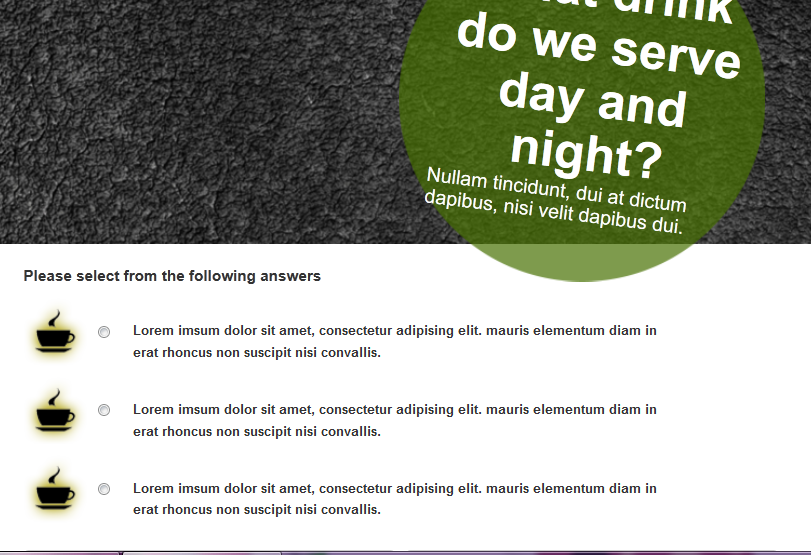 drink
do we serve
day and
night?
Nullam tincidunt, dui at dictum
dapibus, nisi velit dapibus dui.
Please select from the following answers
Lorem imsum dolor sit amet, consectetur adipising elit. mauris elementum diam in
erat rhoncus non suscipit nisi convallis.
Lorem imsum dolor sit amet, consectetur adipising elit. mauris elementum diam in
erat rhoncus non suscipit nisi convallis.
Lorem imsum dolor sit amet, consectetur adipising elit. mauris elementum diam in
erat rhoncus non suscipit nisi convallis.